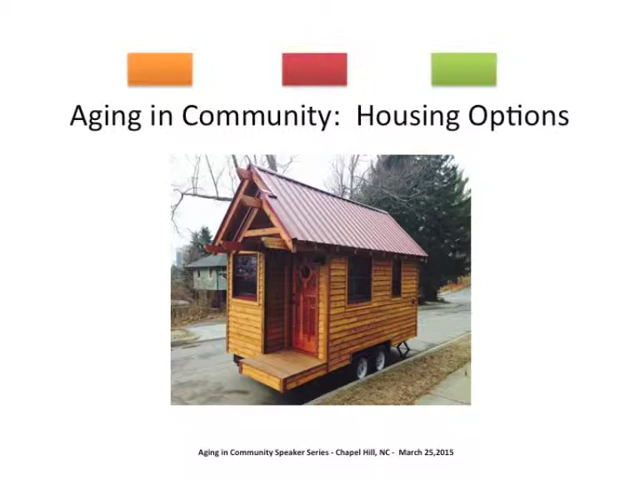 Aging in Community:  Housing Options
Aging in Community Speaker Series - Chapel Hill, NC -  March 25,2015